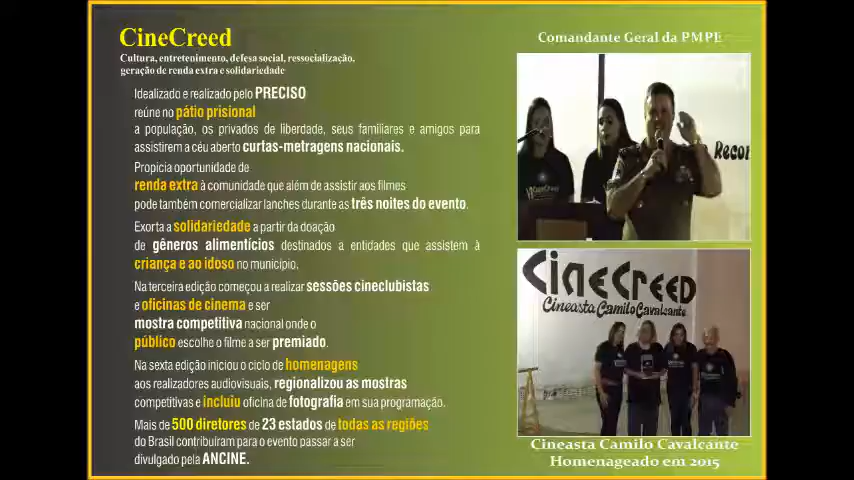 CineCreed
Cultura, entretenimento, defesa social, ressocialização,
geração de renda extra e solidariedade
Idealizado e realizado pelo PRECISO
reúne no pátio prisional
a população, os privados de liberdade, seus familiares e amigos para
assistirem a céu aberto curtas-metragens nacionais.
Propicia oportunidade de
renda extra à comunidade que além de assistir aos filmes
pode também comercializar lanches durante as três noites do evento.
Exorta a solidariedade a partir da doação
de gêneros alimentícios destinados a entidades que assistem à
criança e ao idoso no município.
Na terceira edição começou a realizar sessões cineclubistas
e oficinas de cinema e ser
mostra competitiva nacional onde o
público escolhe o filme a ser premiado.
Na sexta edição iniciou o ciclo de homenagens
aos realizadores audiovisuais, regionalizou as mostras
competitivas e incluiu oficina de fotografia em sua programação.
Mais de 500 diretores de 23 estados de todas as regiões
do Brasil contribuíram para o evento passar a ser
divulgado pela ANCINE.
Comandante Geral da PMPE
Recon
CineCreed
Cineasta Camilo Cavalcante
Cineasta Camilo Cavalcante
Homenageado em 2015